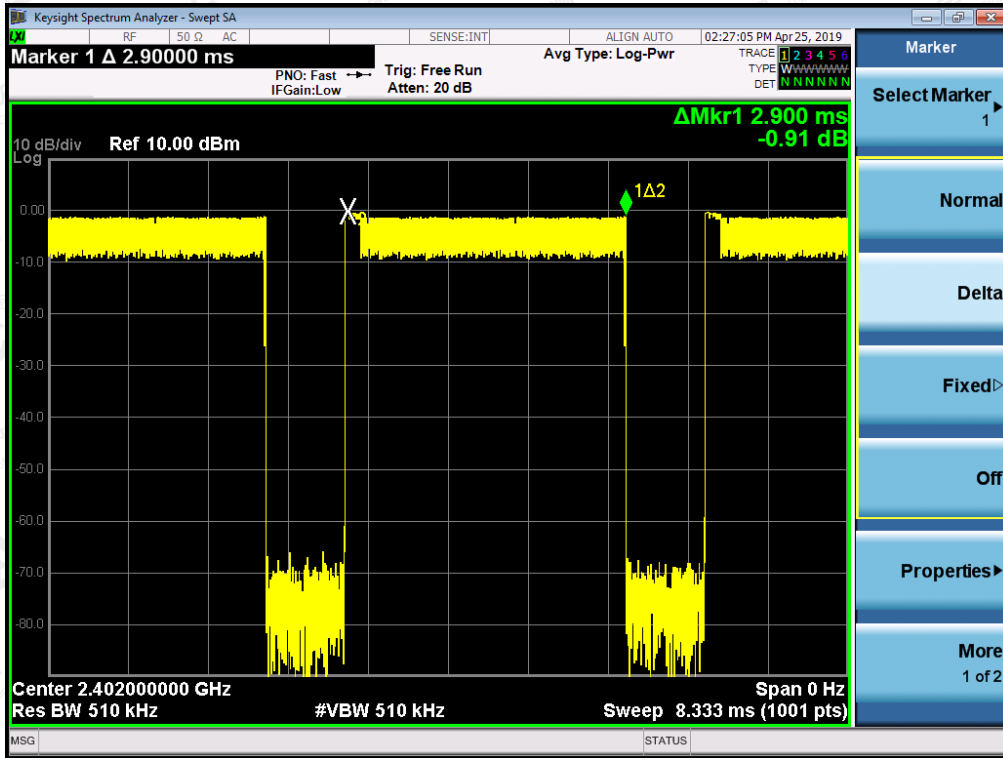 Keysight Spectrum Analyzer - Swept SA
LXI RF 50 Ω AC SENSE:INT ALIGN AUTO 02:27:05 PM Apr 25, 2019
Marker 1 Δ 2.90000 ms
PNO: Fast
IFGain:Low
Trig: Free Run
Atten: 20 dB
Avg Type: Log-Pwr
TRACE 1 2 3 4 5 6
TYPE WWWWWW
DET N N N N N N
ΔMkr1 2.900 ms
-0.91 dB
10 dB/div Ref 10.00 dBm
Log
1Δ2
0.00
-10.0
-20.0
-30.0
-40.0
-50.0
-60.0
-70.0
-80.0
Center 2.402000000 GHz Span 0 Hz
Res BW 510 kHz #VBW 510 kHz Sweep 8.333 ms (1001 pts)
MSG STATUS
Marker
Select Marker
1
Normal
Delta
Fixed
Off
Properties
More
1 of 2